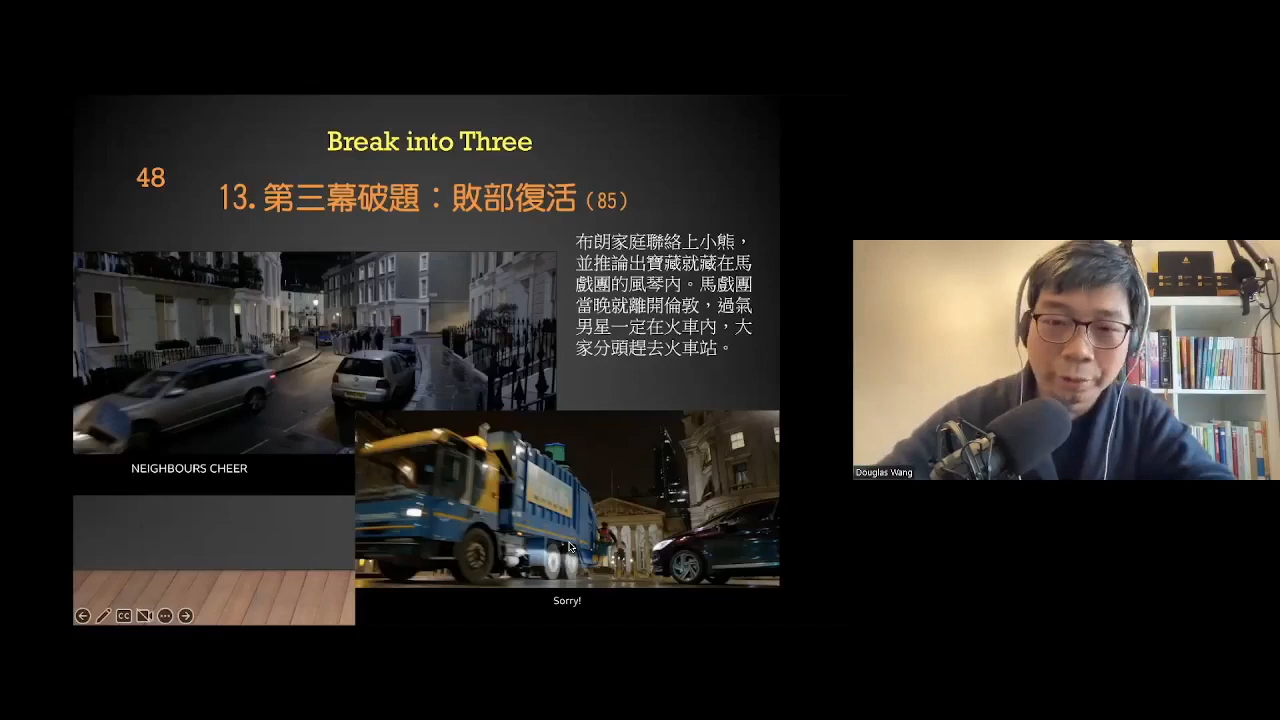 Break into Three
48
13.第三幕破題：敗部復活（85）
布朗家庭聯絡上小熊，
並推論出寶藏就藏在馬
戲團的風琴內。馬戲團
當晚就離開倫敦，過氣
男星一定在火車內，大
家分頭趕去火車站。
NEIGHBOURS CHEER
Sorry!
CC
Douglas Wang